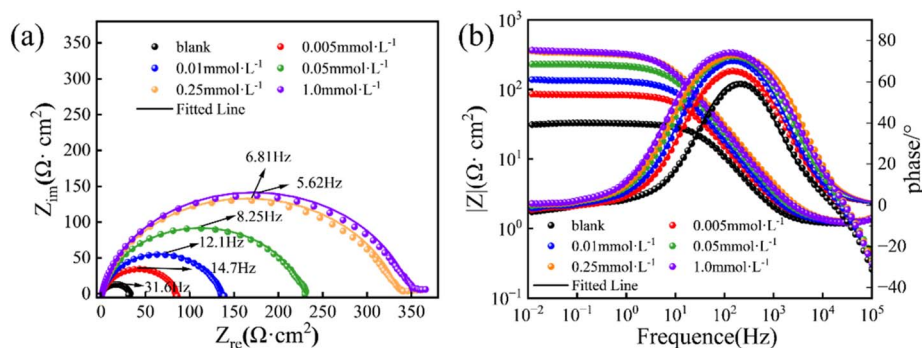 (a)
350
300
250
200
150
100
50
0
Z_im(Ω·cm²)
blank
0.005mmol·L⁻¹
0.01mmol·L⁻¹
0.05mmol·L⁻¹
0.25mmol·L⁻¹
1.0mmol·L⁻¹
Fitted Line
6.81Hz
5.62Hz
8.25Hz
12.1Hz
14.7Hz
31.6Hz
0 50 100 150 200 250 300 350
Z_re(Ω·cm²)
(b)
10³
10²
10¹
10⁰
10⁻¹
|Z|(Ω·cm²)
blank
0.005mmol·L⁻¹
0.01mmol·L⁻¹
0.05mmol·L⁻¹
0.25mmol·L⁻¹
1.0mmol·L⁻¹
Fitted Line
80
60
40
20
0
−20
−40
phase/°
10⁻² 10⁰ 10¹ 10² 10³ 10⁴ 10⁵
Frequence(Hz)